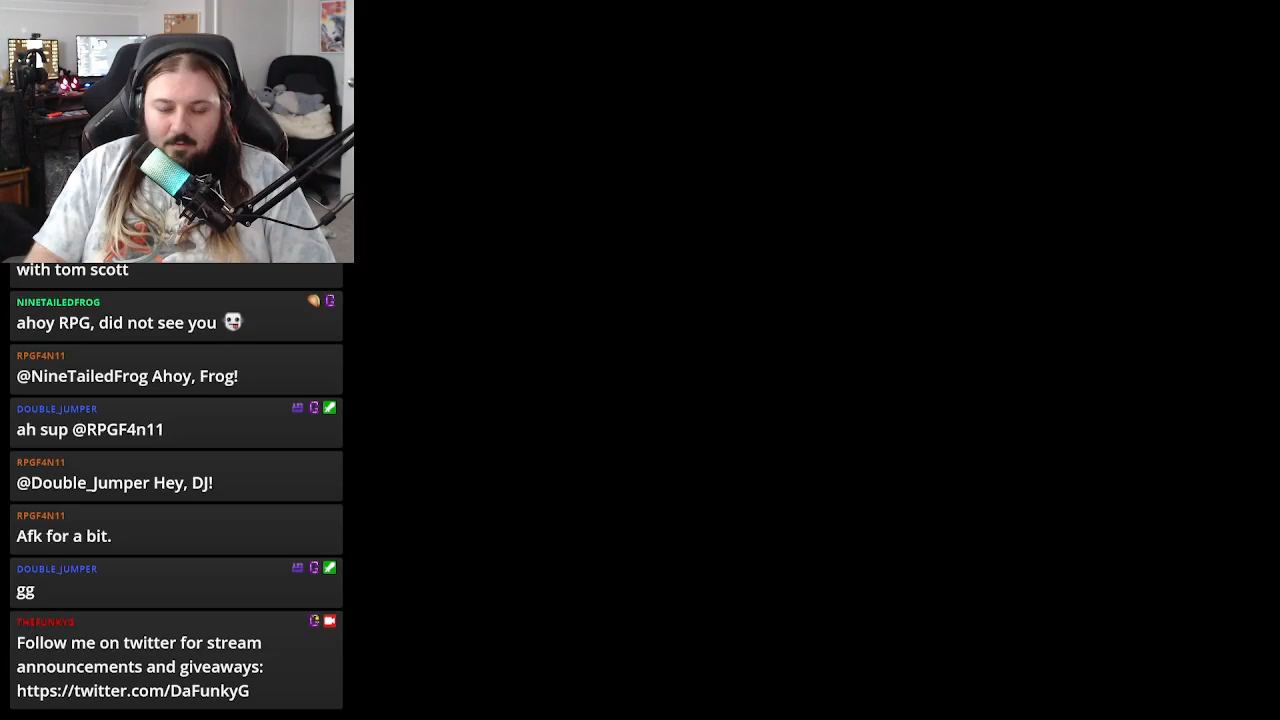 with tom scott
NINETAILEDFROG
ahoy RPG, did not see you
RPGF4N11
@NineTailedFrog Ahoy, Frog!
DOUBLE_JUMPER
ah sup @RPGF4n11
RPGF4N11
@Double_Jumper Hey, DJ!
RPGF4N11
Afk for a bit.
DOUBLE_JUMPER
gg
THEFUNKYG
Follow me on twitter for stream
announcements and giveaways:
https://twitter.com/DaFunkyG